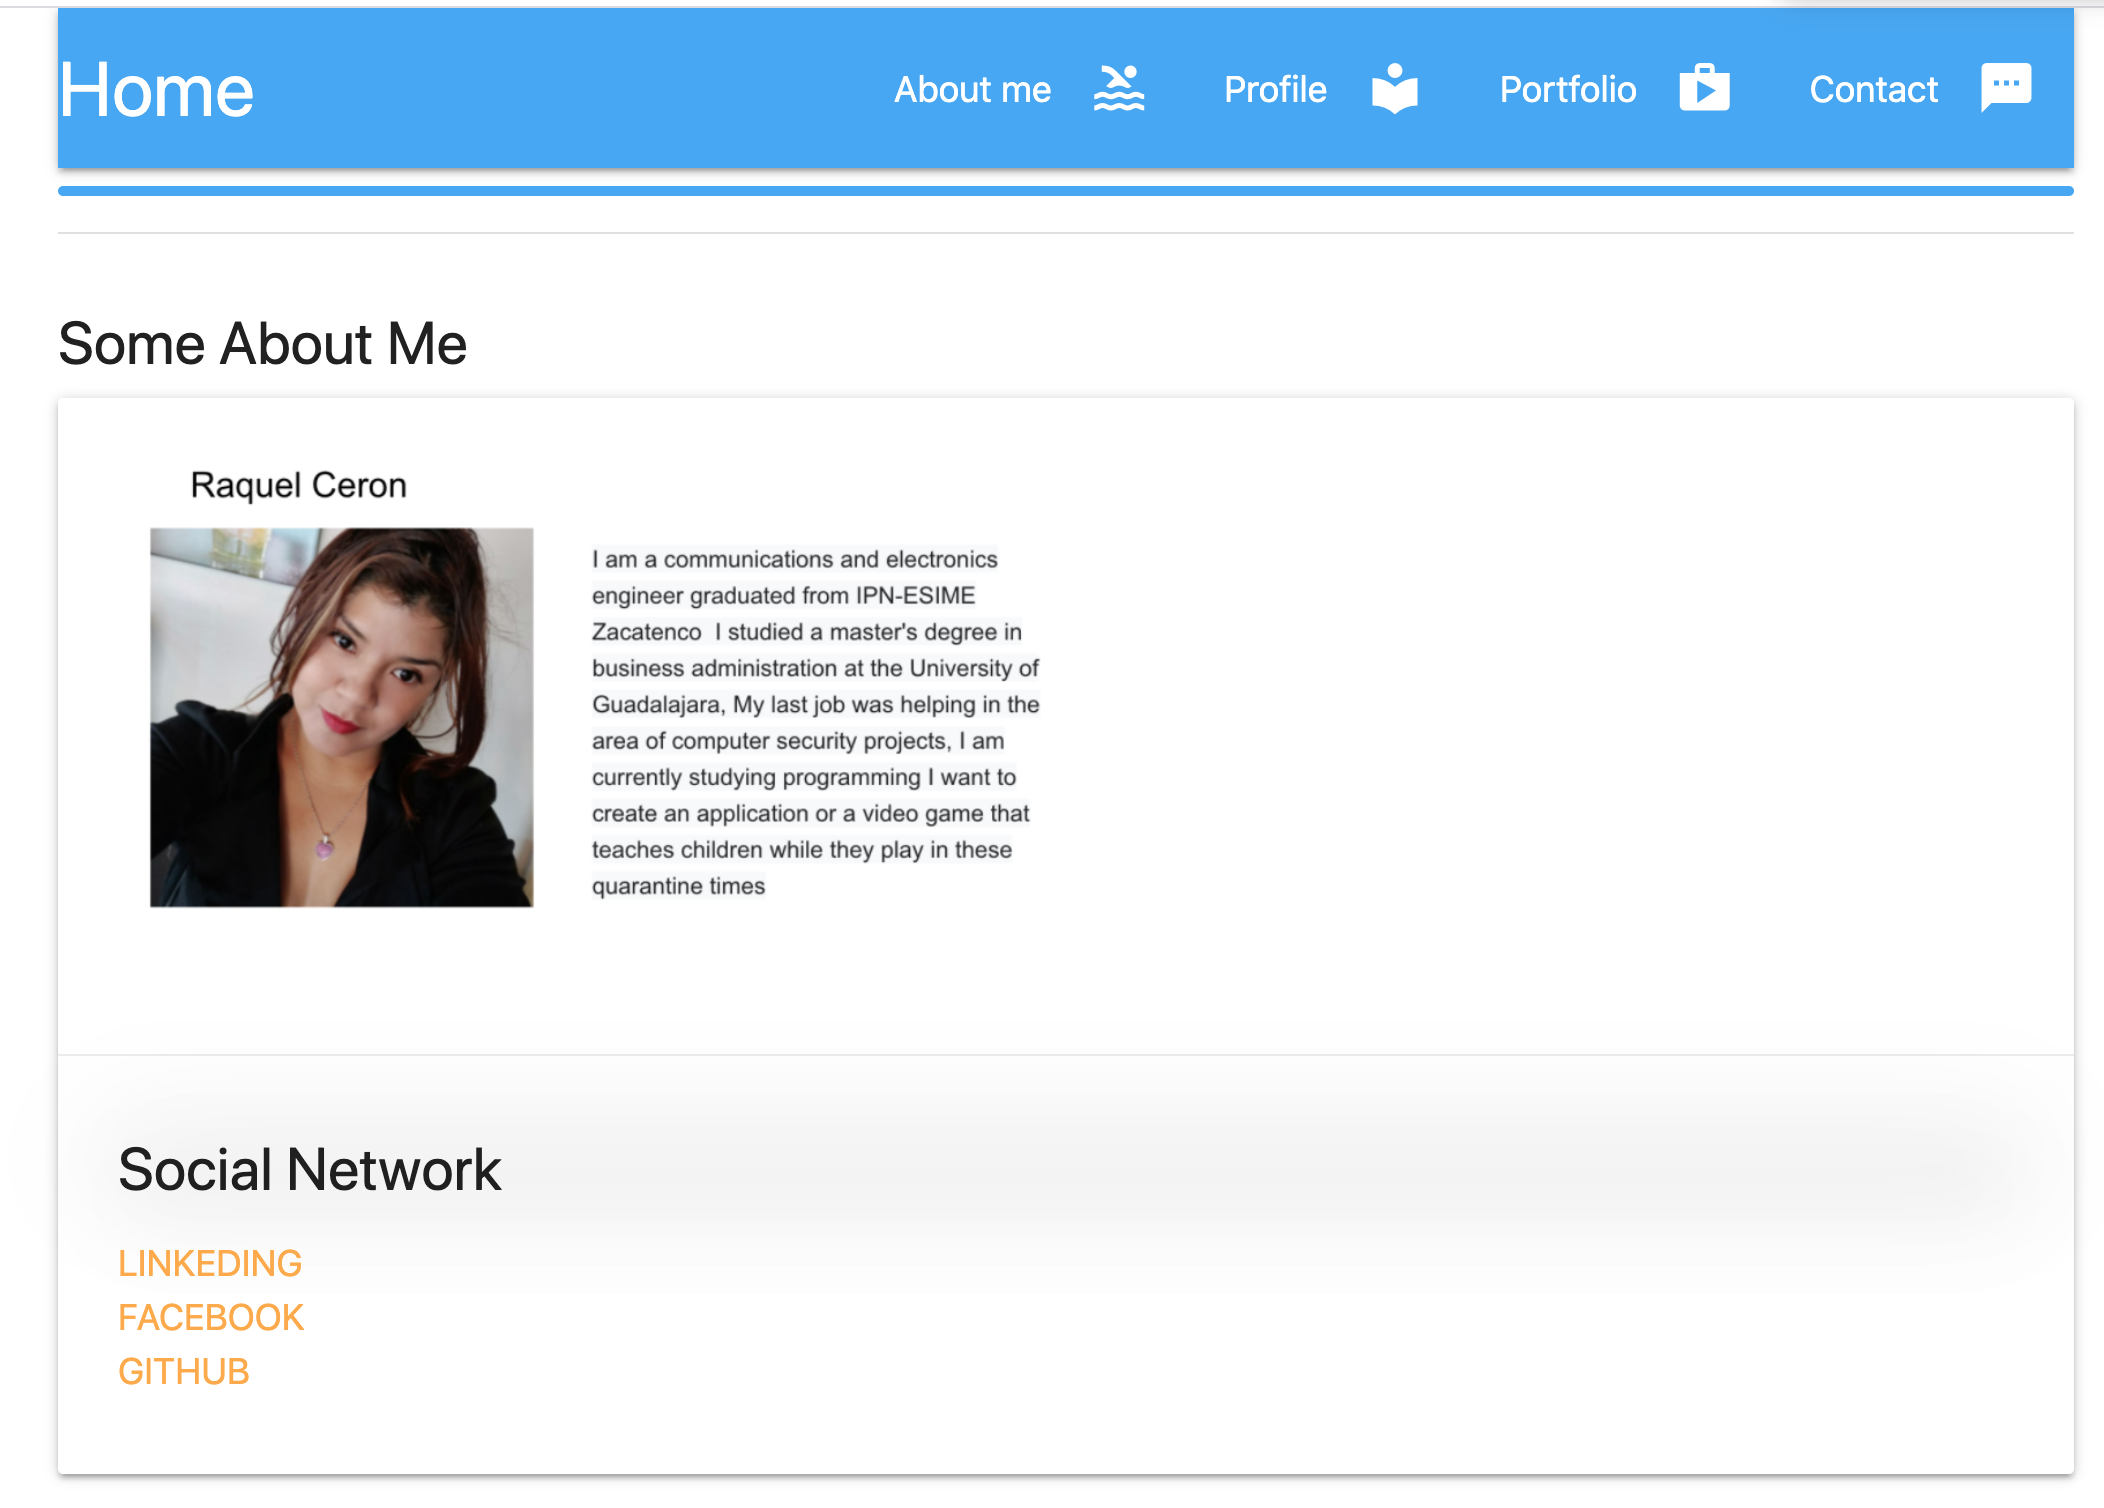 Home
About me
Profile
Portfolio
Contact
Some About Me
Raquel Ceron
I am a communications and electronics
engineer graduated from IPN-ESIME
Zacatenco  I studied a master's degree in
business administration at the University of
Guadalajara, My last job was helping in the
area of computer security projects, I am
currently studying programming I want to
create an application or a video game that
teaches children while they play in these
quarantine times
Social Network
LINKEDING
FACEBOOK
GITHUB